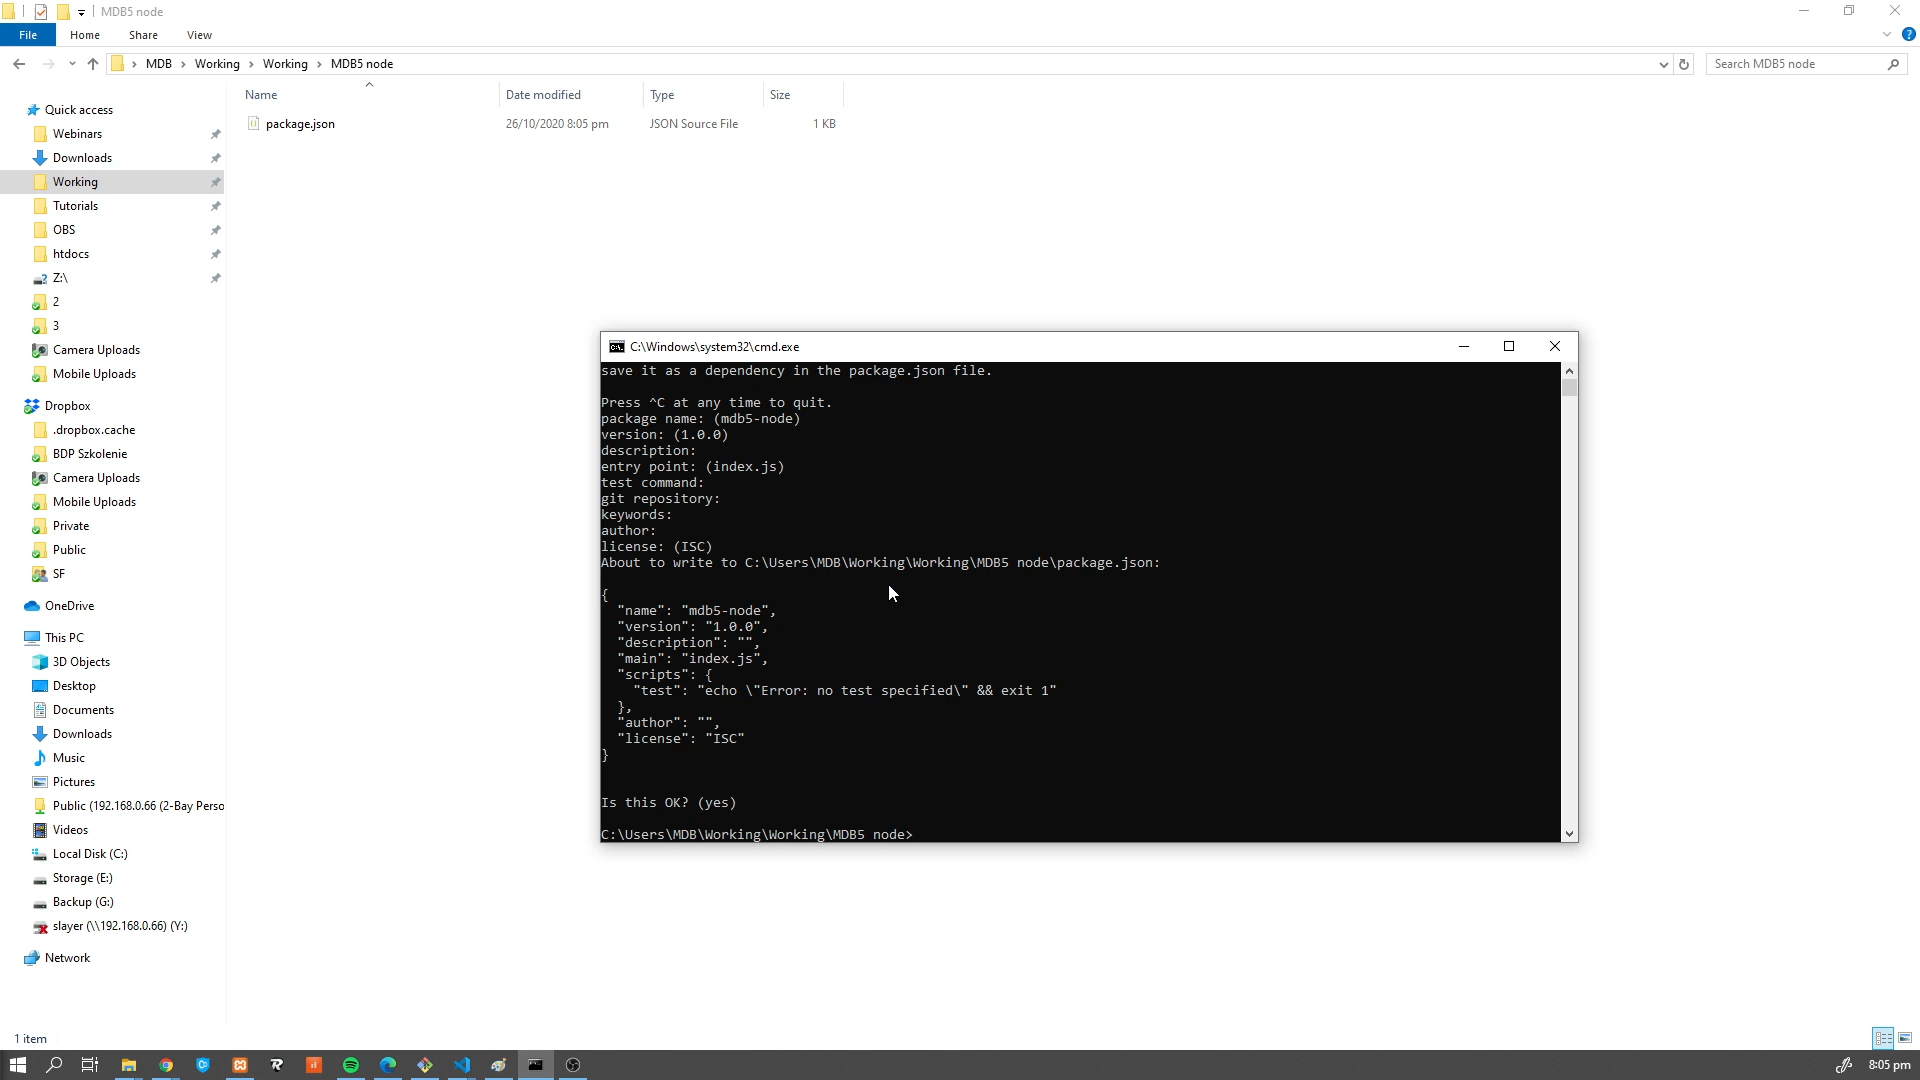 MDB5 node
File
Home
Share
View
MDB
Working
Working
MDB5 node
Search MDB5 node
Name
Date modified
Type
Size
package.json
26/10/2020 8:05 pm
JSON Source File
1 KB
Quick access
Webinars
Downloads
Working
Tutorials
OBS
htdocs
Z:\
2
3
Camera Uploads
Mobile Uploads
Dropbox
.dropbox.cache
BDP Szkolenie
Camera Uploads
Mobile Uploads
Private
Public
SF
OneDrive
This PC
3D Objects
Desktop
Documents
Downloads
Music
Pictures
Public (192.168.0.66 (2-Bay Perso
Videos
Local Disk (C:)
Storage (E:)
Backup (G:)
slayer (\\192.168.0.66) (Y:)
Network
C:\Windows\system32\cmd.exe
save it as a dependency in the package.json file.
Press ^C at any time to quit.
package name: (mdb5-node)
version: (1.0.0)
description:
entry point: (index.js)
test command:
git repository:
keywords:
author:
license: (ISC)
About to write to C:\Users\MDB\Working\Working\MDB5 node\package.json:
{
"name": "mdb5-node",
"version": "1.0.0",
"description": "",
"main": "index.js",
"scripts": {
"test": "echo \"Error: no test specified\" && exit 1"
},
"author": "",
"license": "ISC"
}
Is this OK? (yes)
C:\Users\MDB\Working\Working\MDB5 node>
1 item
8:05 pm